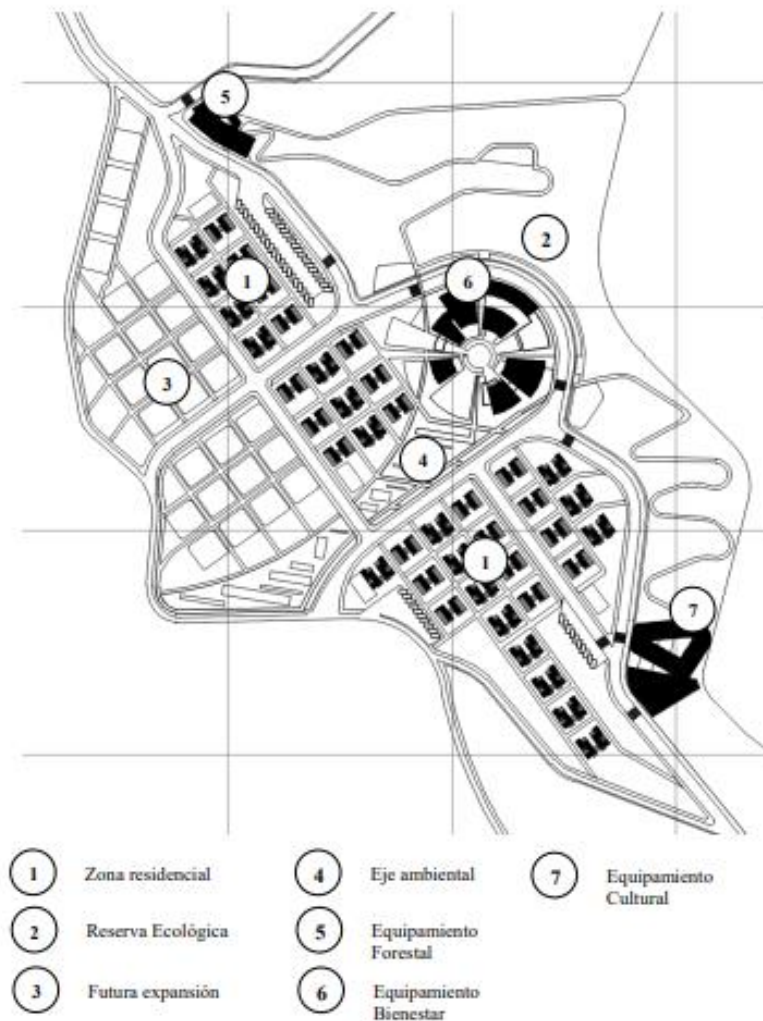 5
2
1
6
3
4
1
7
1 Zona residencial
4 Eje ambiental
7 Equipamiento
Cultural
2 Reserva Ecológica
5 Equipamiento
Forestal
3 Futura expansión
6 Equipamiento
Bienestar